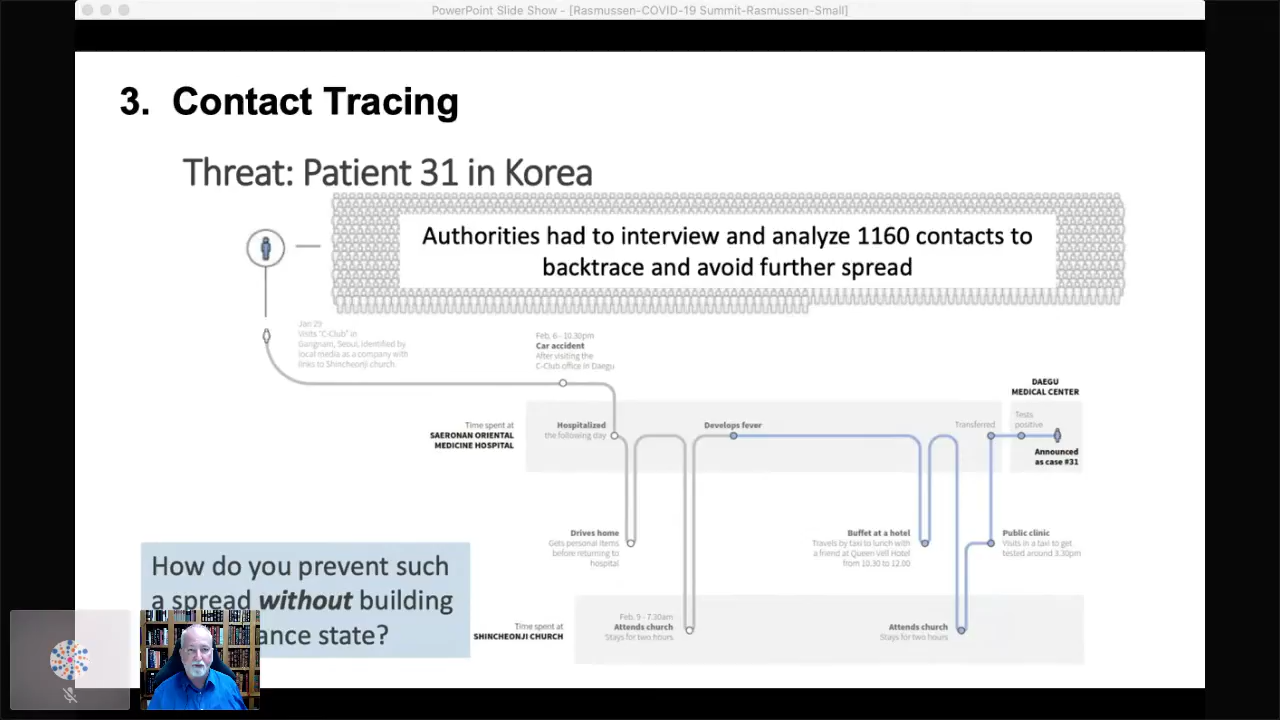 PowerPoint Slide Show - [Rasmussen-COVID-19 Summit-Rasmussen-Small]
3. Contact Tracing
Threat: Patient 31 in Korea
Authorities had to interview and analyze 1160 contacts to
backtrace and avoid further spread
Jan 29
Visits "C-Club" in
Gangnam, Seoul, identified by
local media as a company with
links to Shincheonji church.
Feb. 6 - 10.30pm
Car accident
After visiting the
C-Club office in Daegu
DAEGU
MEDICAL CENTER
Time spent at
SAERONAN ORIENTAL
MEDICINE HOSPITAL
Hospitalized
the following day
Develops fever
Transferred
Tests
positive
Announced
as case #31
Drives home
Gets personal items
before returning to
hospital
Buffet at a hotel
Travels by taxi to lunch with
a friend at Queen Vell Hotel
from 10.30 to 12.00
Public clinic
Visits in a taxi to get
tested around 3.30pm
How do you prevent such
a spread without building
ance state?
Time spent at
SHINCHEONJI CHURCH
Feb. 9 - 7.30am
Attends church
Stays for two hours
Attends church
Stays for two hours